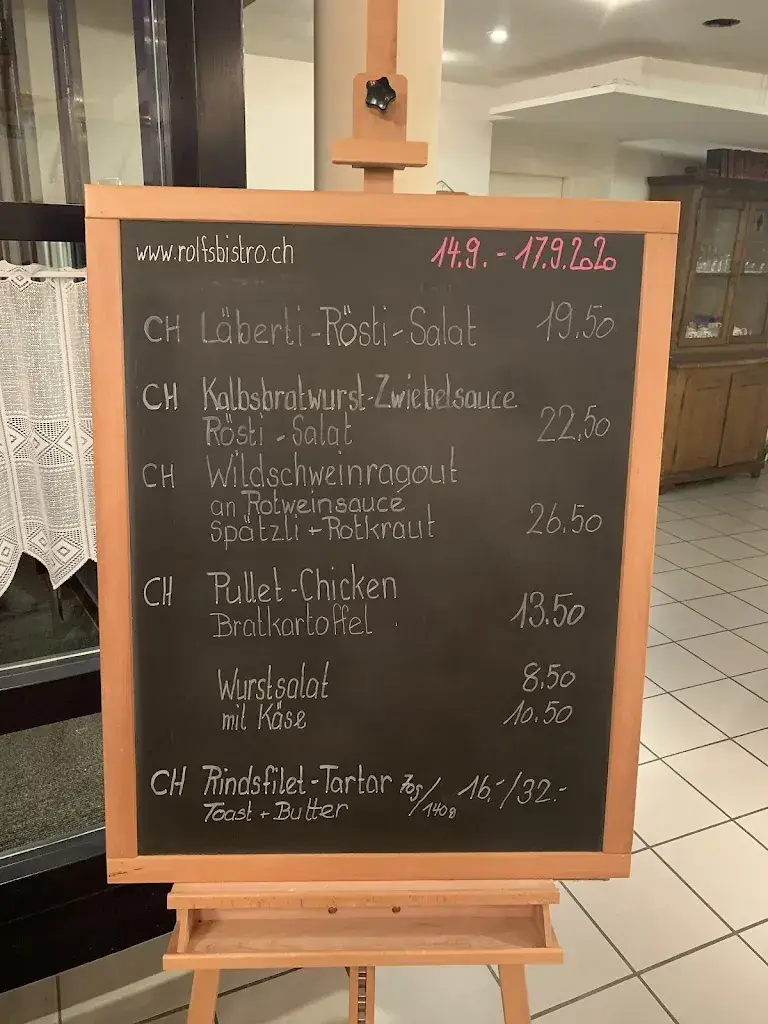 www.rolfsbistro.ch 14.9. - 17.9.2020
CH Läberli-Rösti-Salat 19.50
CH Kalbsbratwurst-Zwiebelsauce
Rösti - Salat 22.50
CH Wildschweinragout
an Rotweinsauce
Spätzli + Rotkraut 26.50
CH Pullet-Chicken
Bratkartoffel 13.50
Wurstsalat 8.50
mit Käse 10.50
CH Rindsfilet-Tartar 70g/140g 16.-/32.-
Toast + Butter